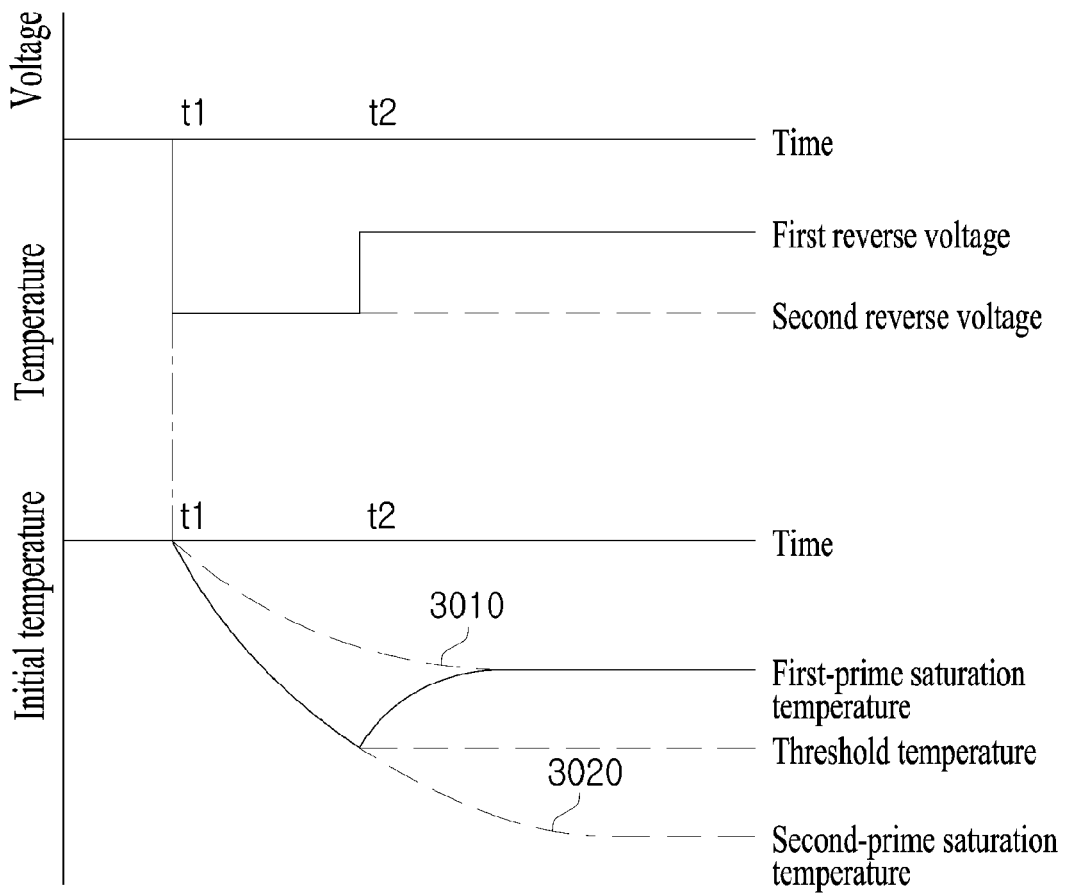 Voltage
t1
t2
Time
First reverse voltage
Temperature
Second reverse voltage
Initial temperature
t1
t2
Time
3010
First-prime saturation
temperature
Threshold temperature
3020
Second-prime saturation
temperature